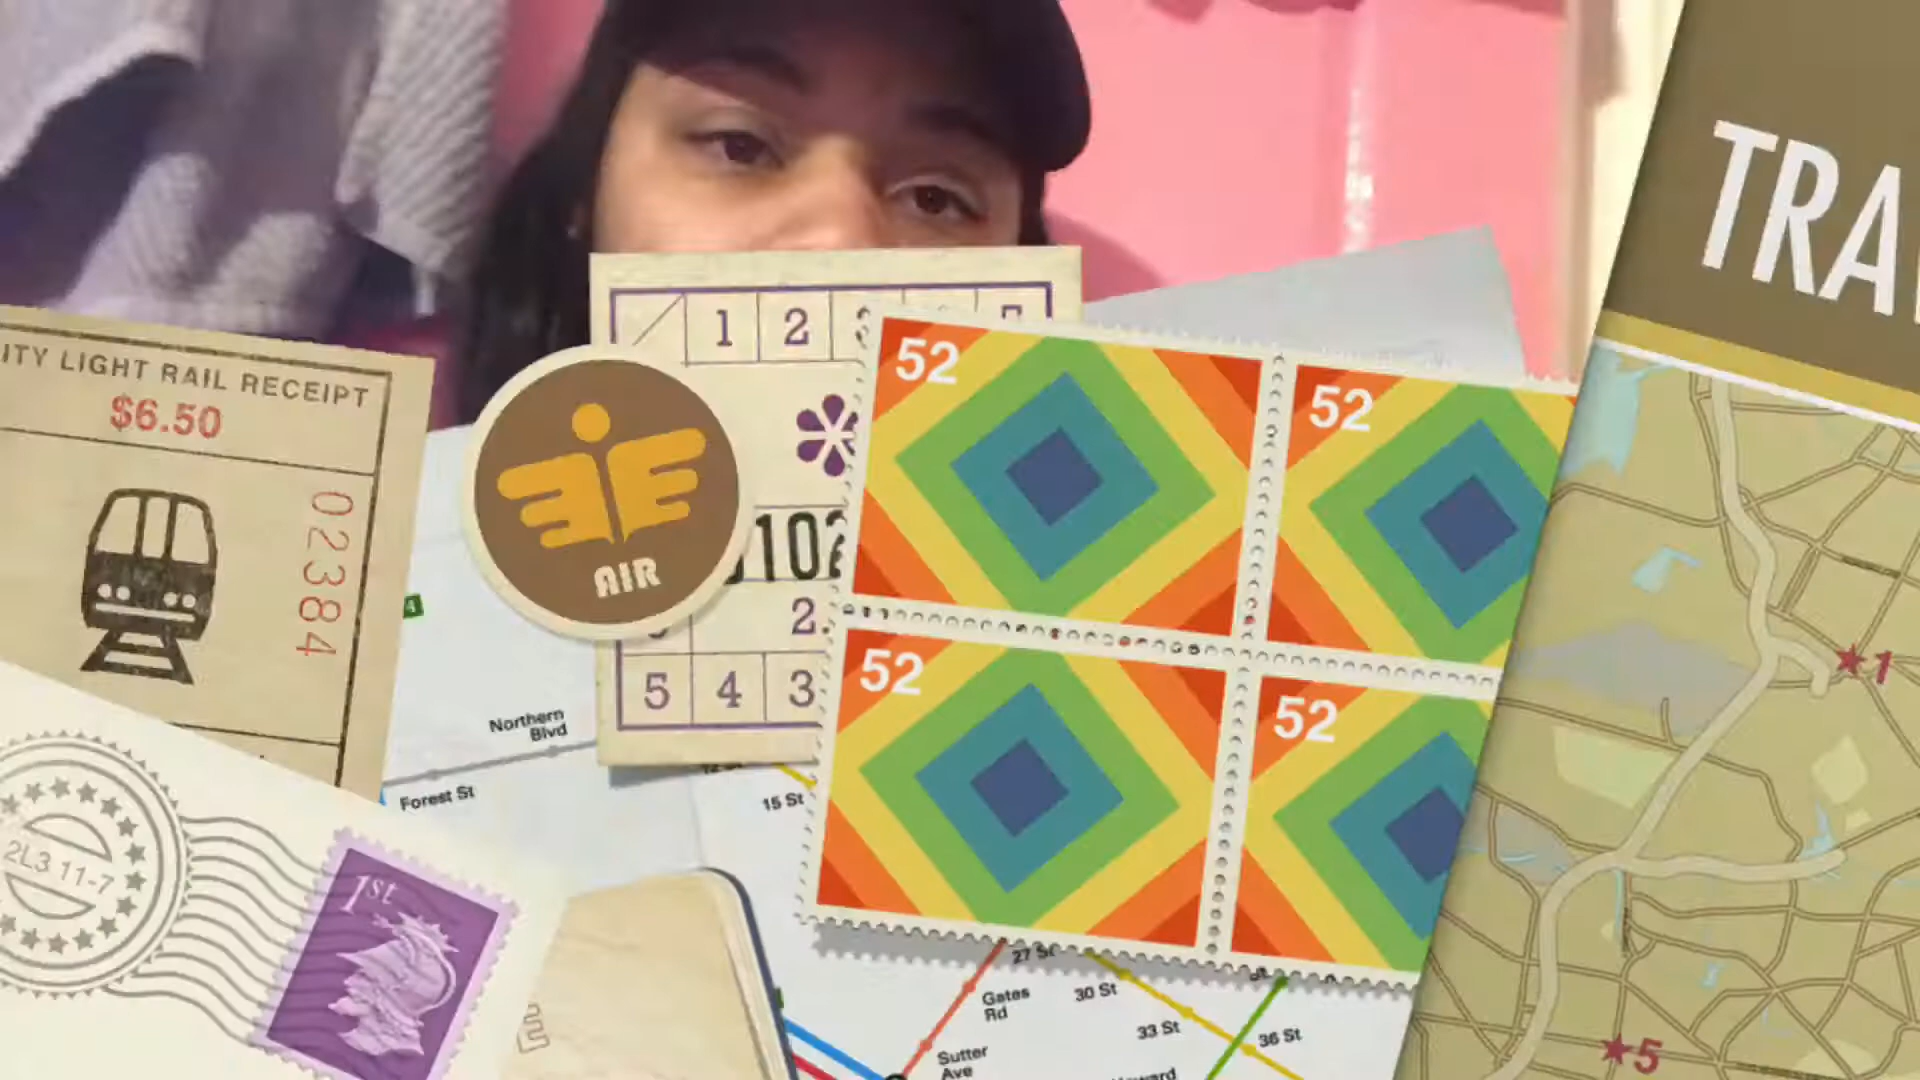 TRA
ITY LIGHT RAIL RECEIPT
$6.50
02384
1 2
AIR
102
2.
5 4 3
52
52
52
52
4
Northern
Blvd
Forest St
15 St
2L3 11-7
1st
27 St
Gates
Rd
30 St
33 St
36 St
Sutter
Ave
1
5
E